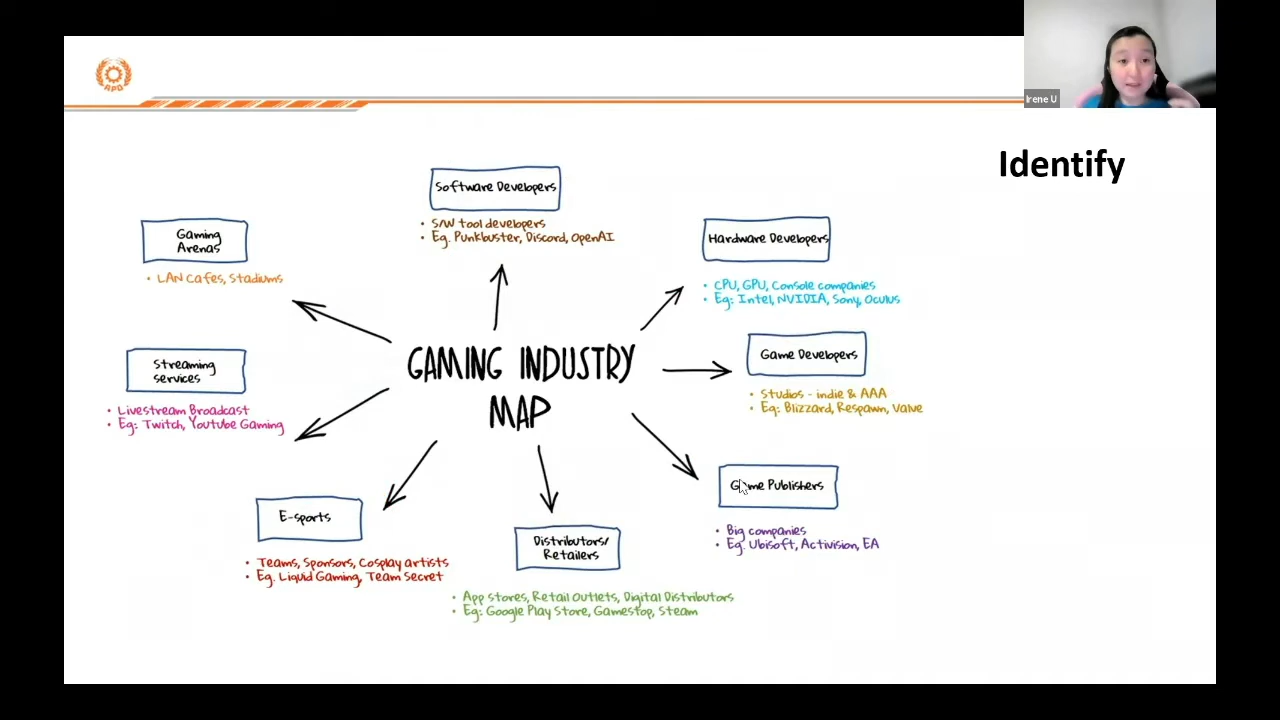 APO
Irene U
Identify
Software Developers
• S/W tool developers
• Eg. Punkbuster, Discord, OpenAI
Gaming
Arenas
• LAN Cafes, Stadiums
Hardware Developers
• CPU, GPU, Console companies
• Eg: Intel, NVIDIA, Sony, Oculus
GAMING INDUSTRY
MAP
Game Developers
• Studios - indie & AAA
• Eg: Blizzard, Respawn, Valve
Streaming
services
• Livestream Broadcast
• Eg: Twitch, Youtube Gaming
Game Publishers
• Big companies
• Eg. Ubisoft, Activision, EA
E-sports
• Teams, Sponsors, Cosplay artists
• Eg. Liquid Gaming, Team Secret
Distributors/
Retailers
• App stores, Retail Outlets, Digital Distributors
• Eg: Google Play Store, Gamestop, Steam